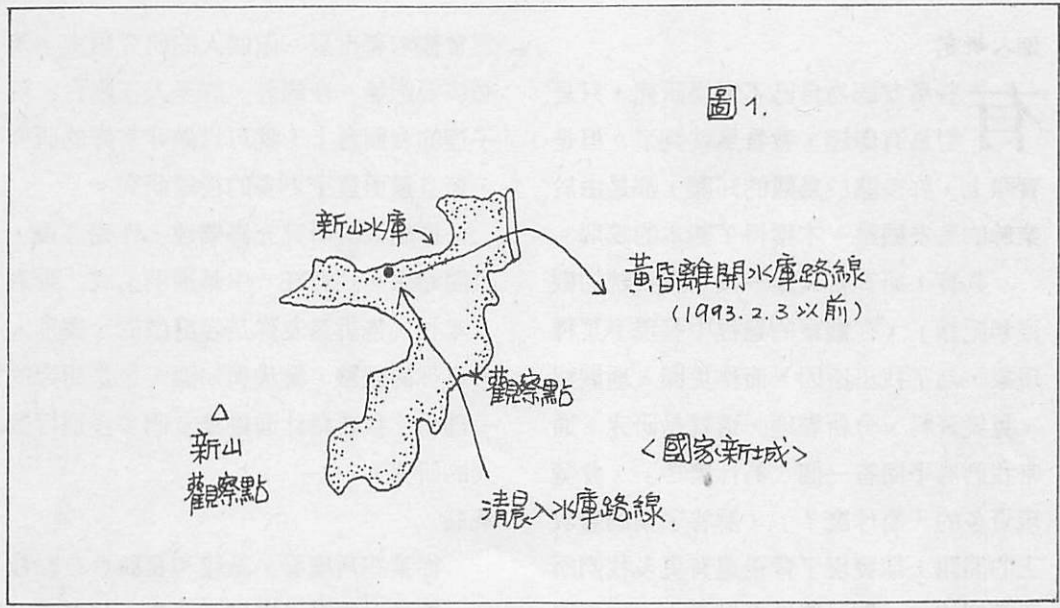 圖1.
新山水庫
黃昏離開水庫路線
(1993.2.3以前)
觀察點
新山
觀察點
<國家新城>
清晨入水庫路線